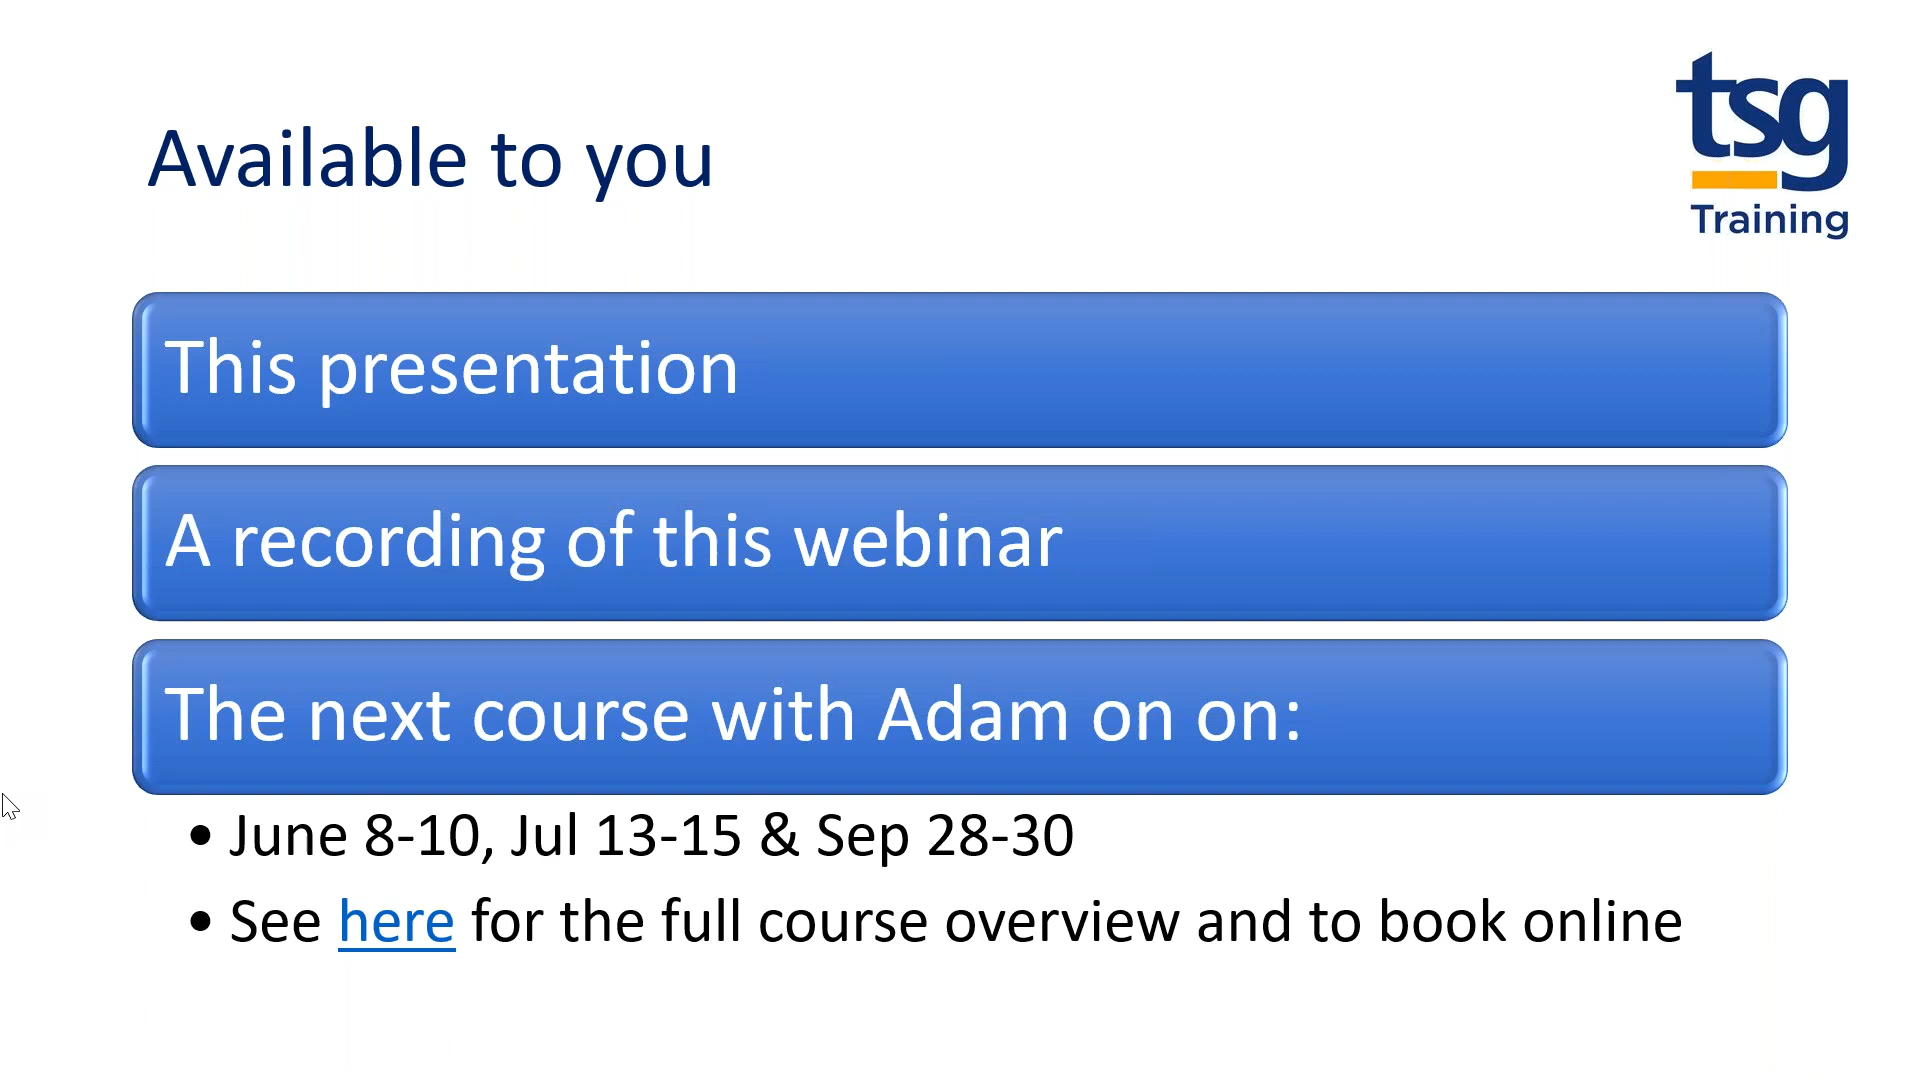 tsg
Training
Available to you
This presentation
A recording of this webinar
The next course with Adam on on:
• June 8-10, Jul 13-15 & Sep 28-30
• See here for the full course overview and to book online